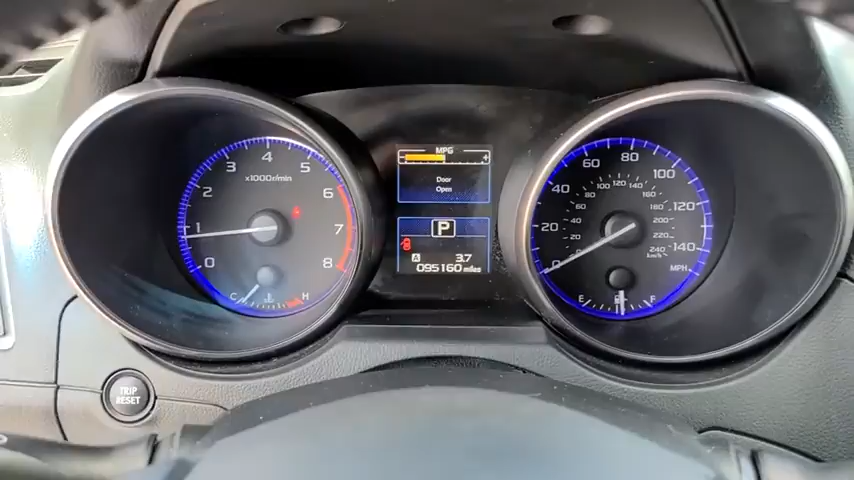 0 1 2 3 4 5 6 7 8
x1000r/min
C H
MPG
- +
Door
Open
P
A 3.7
095160 miles
0 20 40 60 80 100 120 140
MPH
20 40 60 80 100 120 140 160 180 200 220 240
km/h
E F
TRIP
RESET